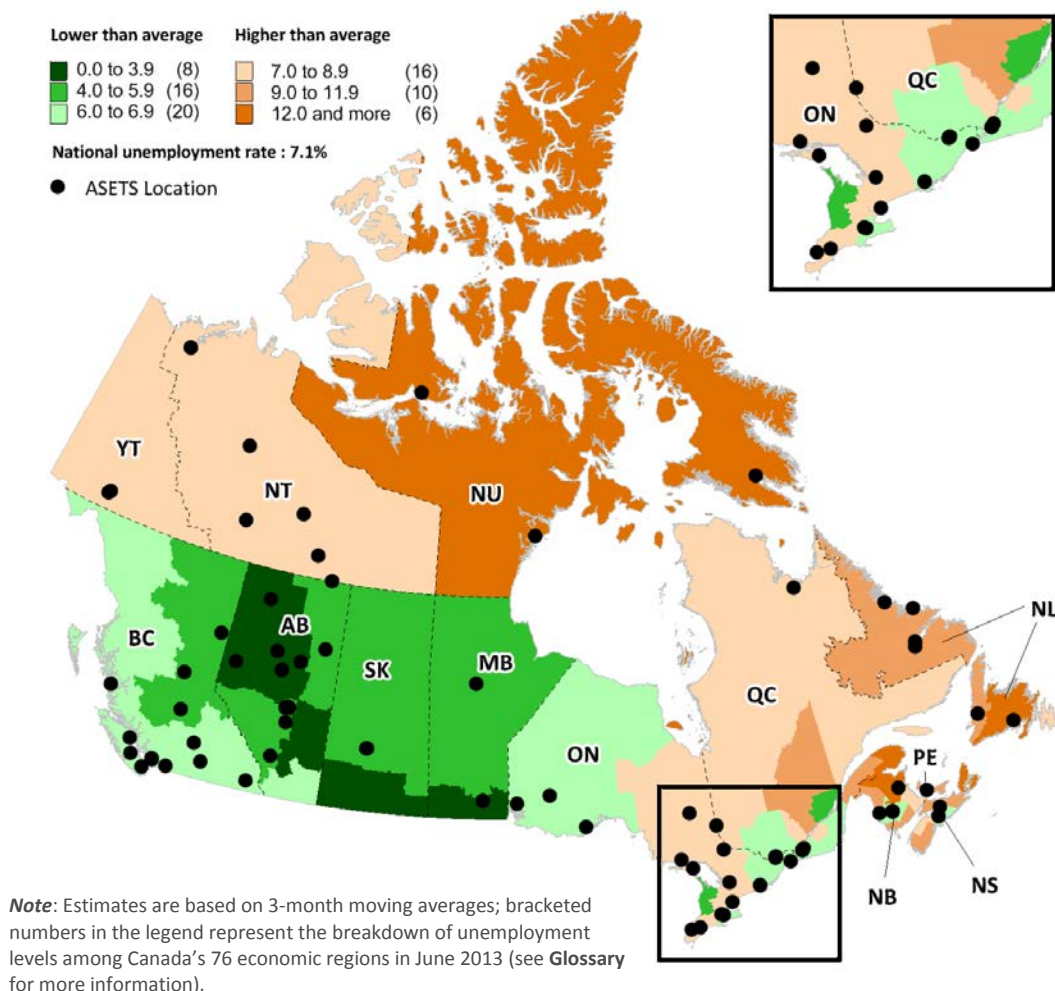 Lower than average
Higher than average
0.0 to 3.9 (8)
4.0 to 5.9 (16)
6.0 to 6.9 (20)
7.0 to 8.9 (16)
9.0 to 11.9 (10)
12.0 and more (6)
National unemployment rate : 7.1%
ASETS Location
QC
ON
YT
NT
NU
BC
AB
SK
MB
ON
QC
NL
PE
NB
NS
Note: Estimates are based on 3-month moving averages; bracketed
numbers in the legend represent the breakdown of unemployment
levels among Canada's 76 economic regions in June 2013 (see Glossary
for more information).